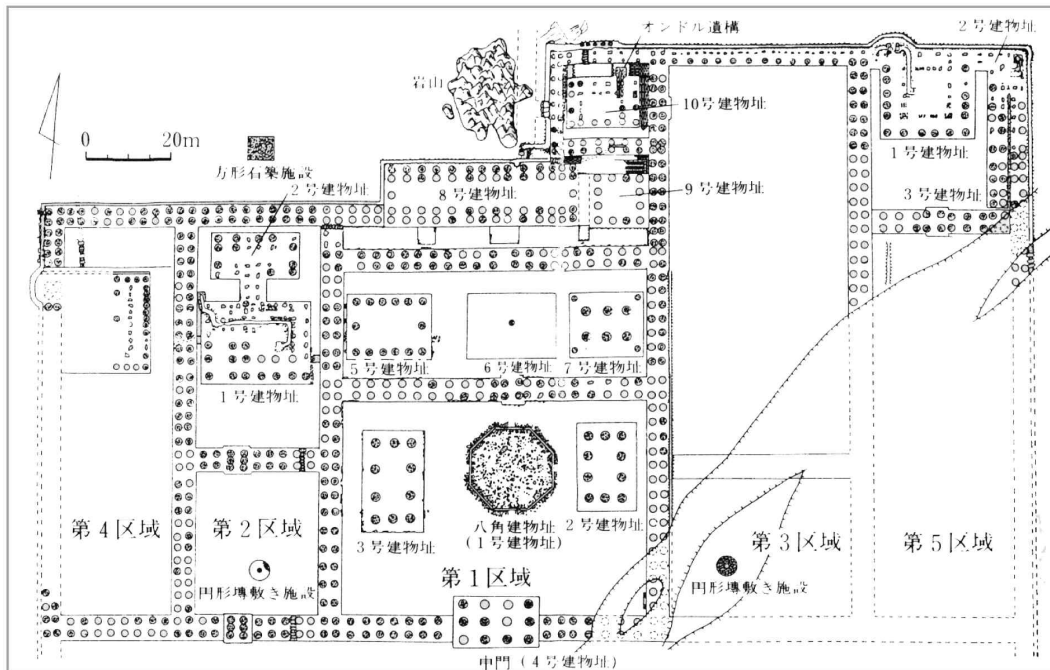 オンドル遺構
2号建物址
岩山
10号建物址
0 20m
方形石築施設
2号建物址
8号建物址
9号建物址
1号建物址
3号建物址
5号建物址
6号建物址
7号建物址
1号建物址
3号建物址
八角建物址
(1号建物址)
2号建物址
第4区域
第2区域
第1区域
第3区域
第5区域
円形塼敷き施設
円形塼敷き施設
中門(4号建物址)